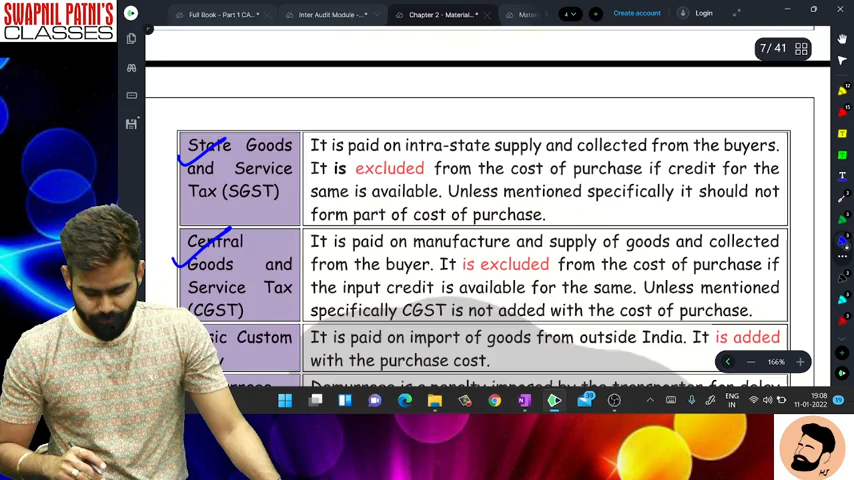 SWAPNIL PATNI'S
CLASSES
Full Book - Part 1 CA...*
Inter Audit Module -...*
Chapter 2 - Material...*
Create account
Login
7 / 41
State Goods and Service Tax (SGST)
It is paid on intra-state supply and collected from the buyers.
It is excluded from the cost of purchase if credit for the
same is available. Unless mentioned specifically it should not
form part of cost of purchase.
Central Goods and Service Tax (CGST)
It is paid on manufacture and supply of goods and collected
from the buyer. It is excluded from the cost of purchase if
the input credit is available for the same. Unless mentioned
specifically CGST is not added with the cost of purchase.
Custom
It is paid on import of goods from outside India. It is added
with the purchase cost.
166%
ENG
IN
19:08
11-01-2022